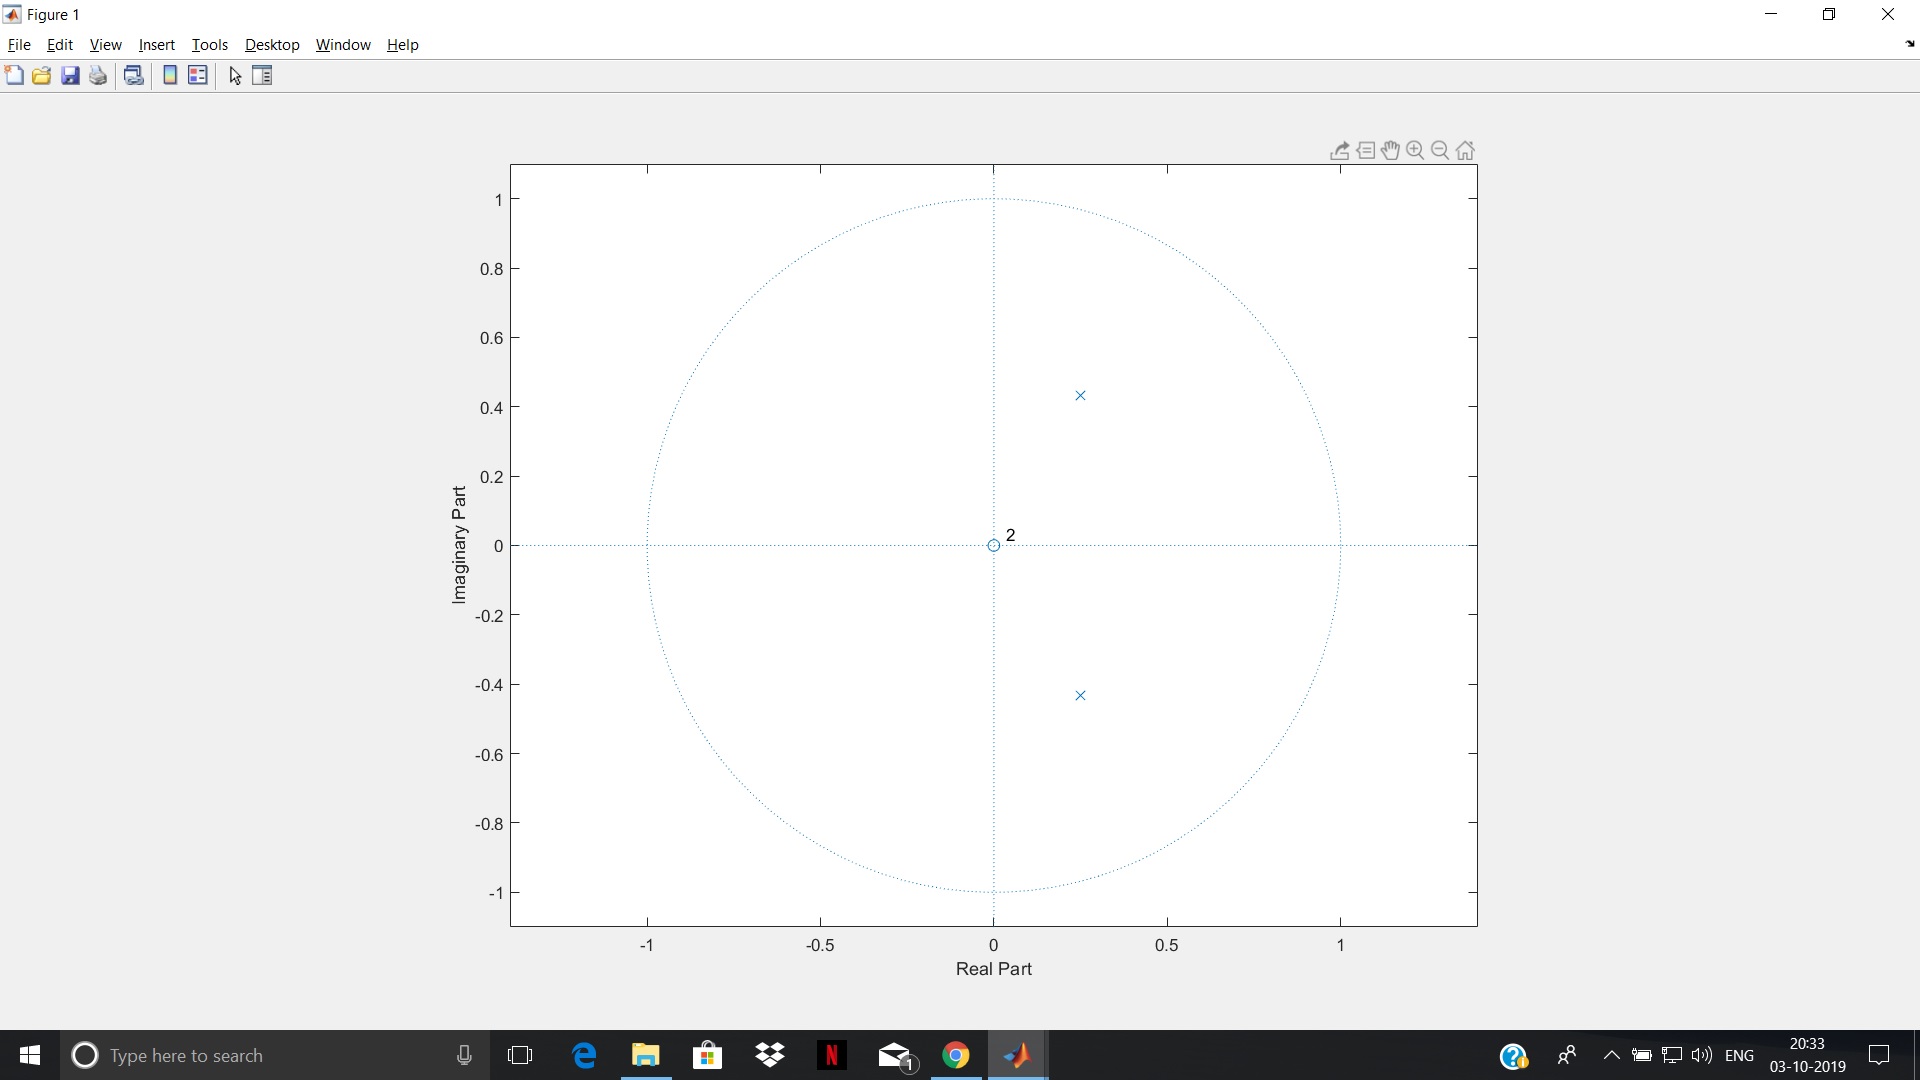 Figure 1
File Edit View Insert Tools Desktop Window Help
1
0.8
0.6
0.4
0.2
0
-0.2
-0.4
-0.6
-0.8
-1
Imaginary Part
2
-1 -0.5 0 0.5 1
Real Part
Type here to search
N
1
ENG
20:33
03-10-2019